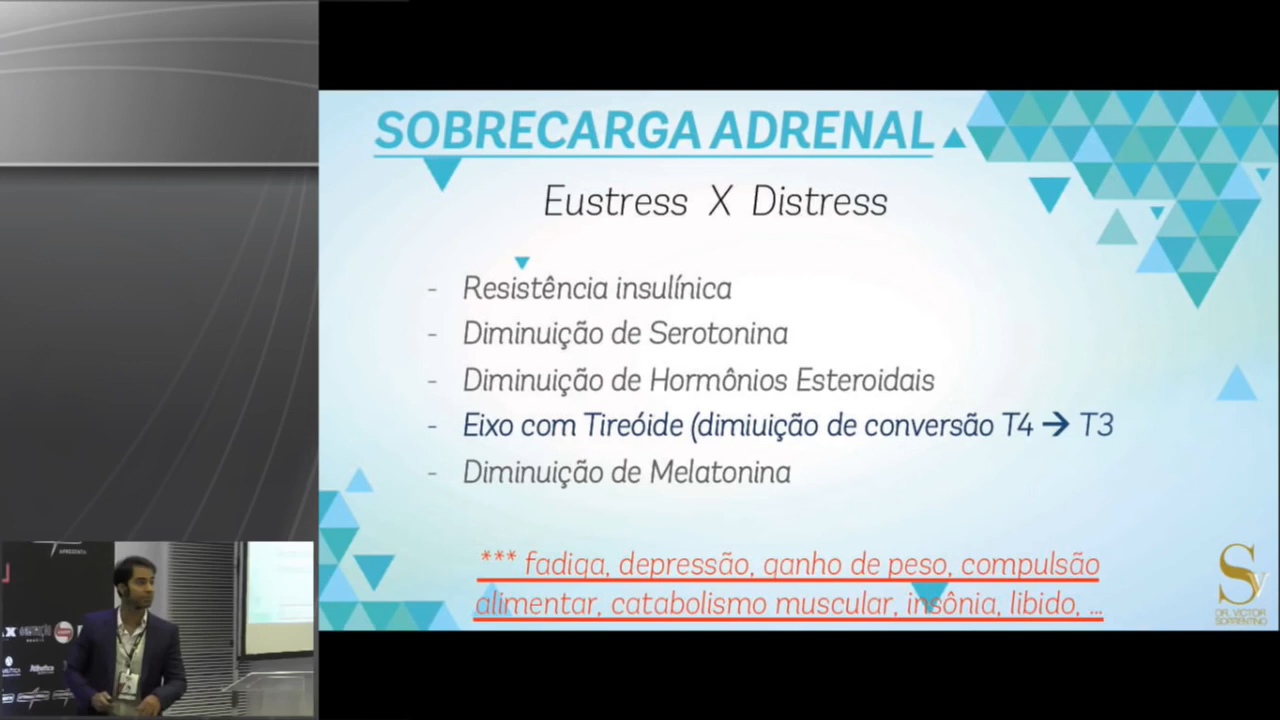 SOBRECARGA ADRENAL
Eustress X Distress
- Resistência insulínica
- Diminuição de Serotonina
- Diminuição de Hormônios Esteroidais
- Eixo com Tireóide (dimiuição de conversão T4 → T3
- Diminuição de Melatonina
*** fadiga, depressão, ganho de peso, compulsão
alimentar, catabolismo muscular, insônia, libido, ...
Sv
DR. VICTOR
SORRENTINO
APRESENTA